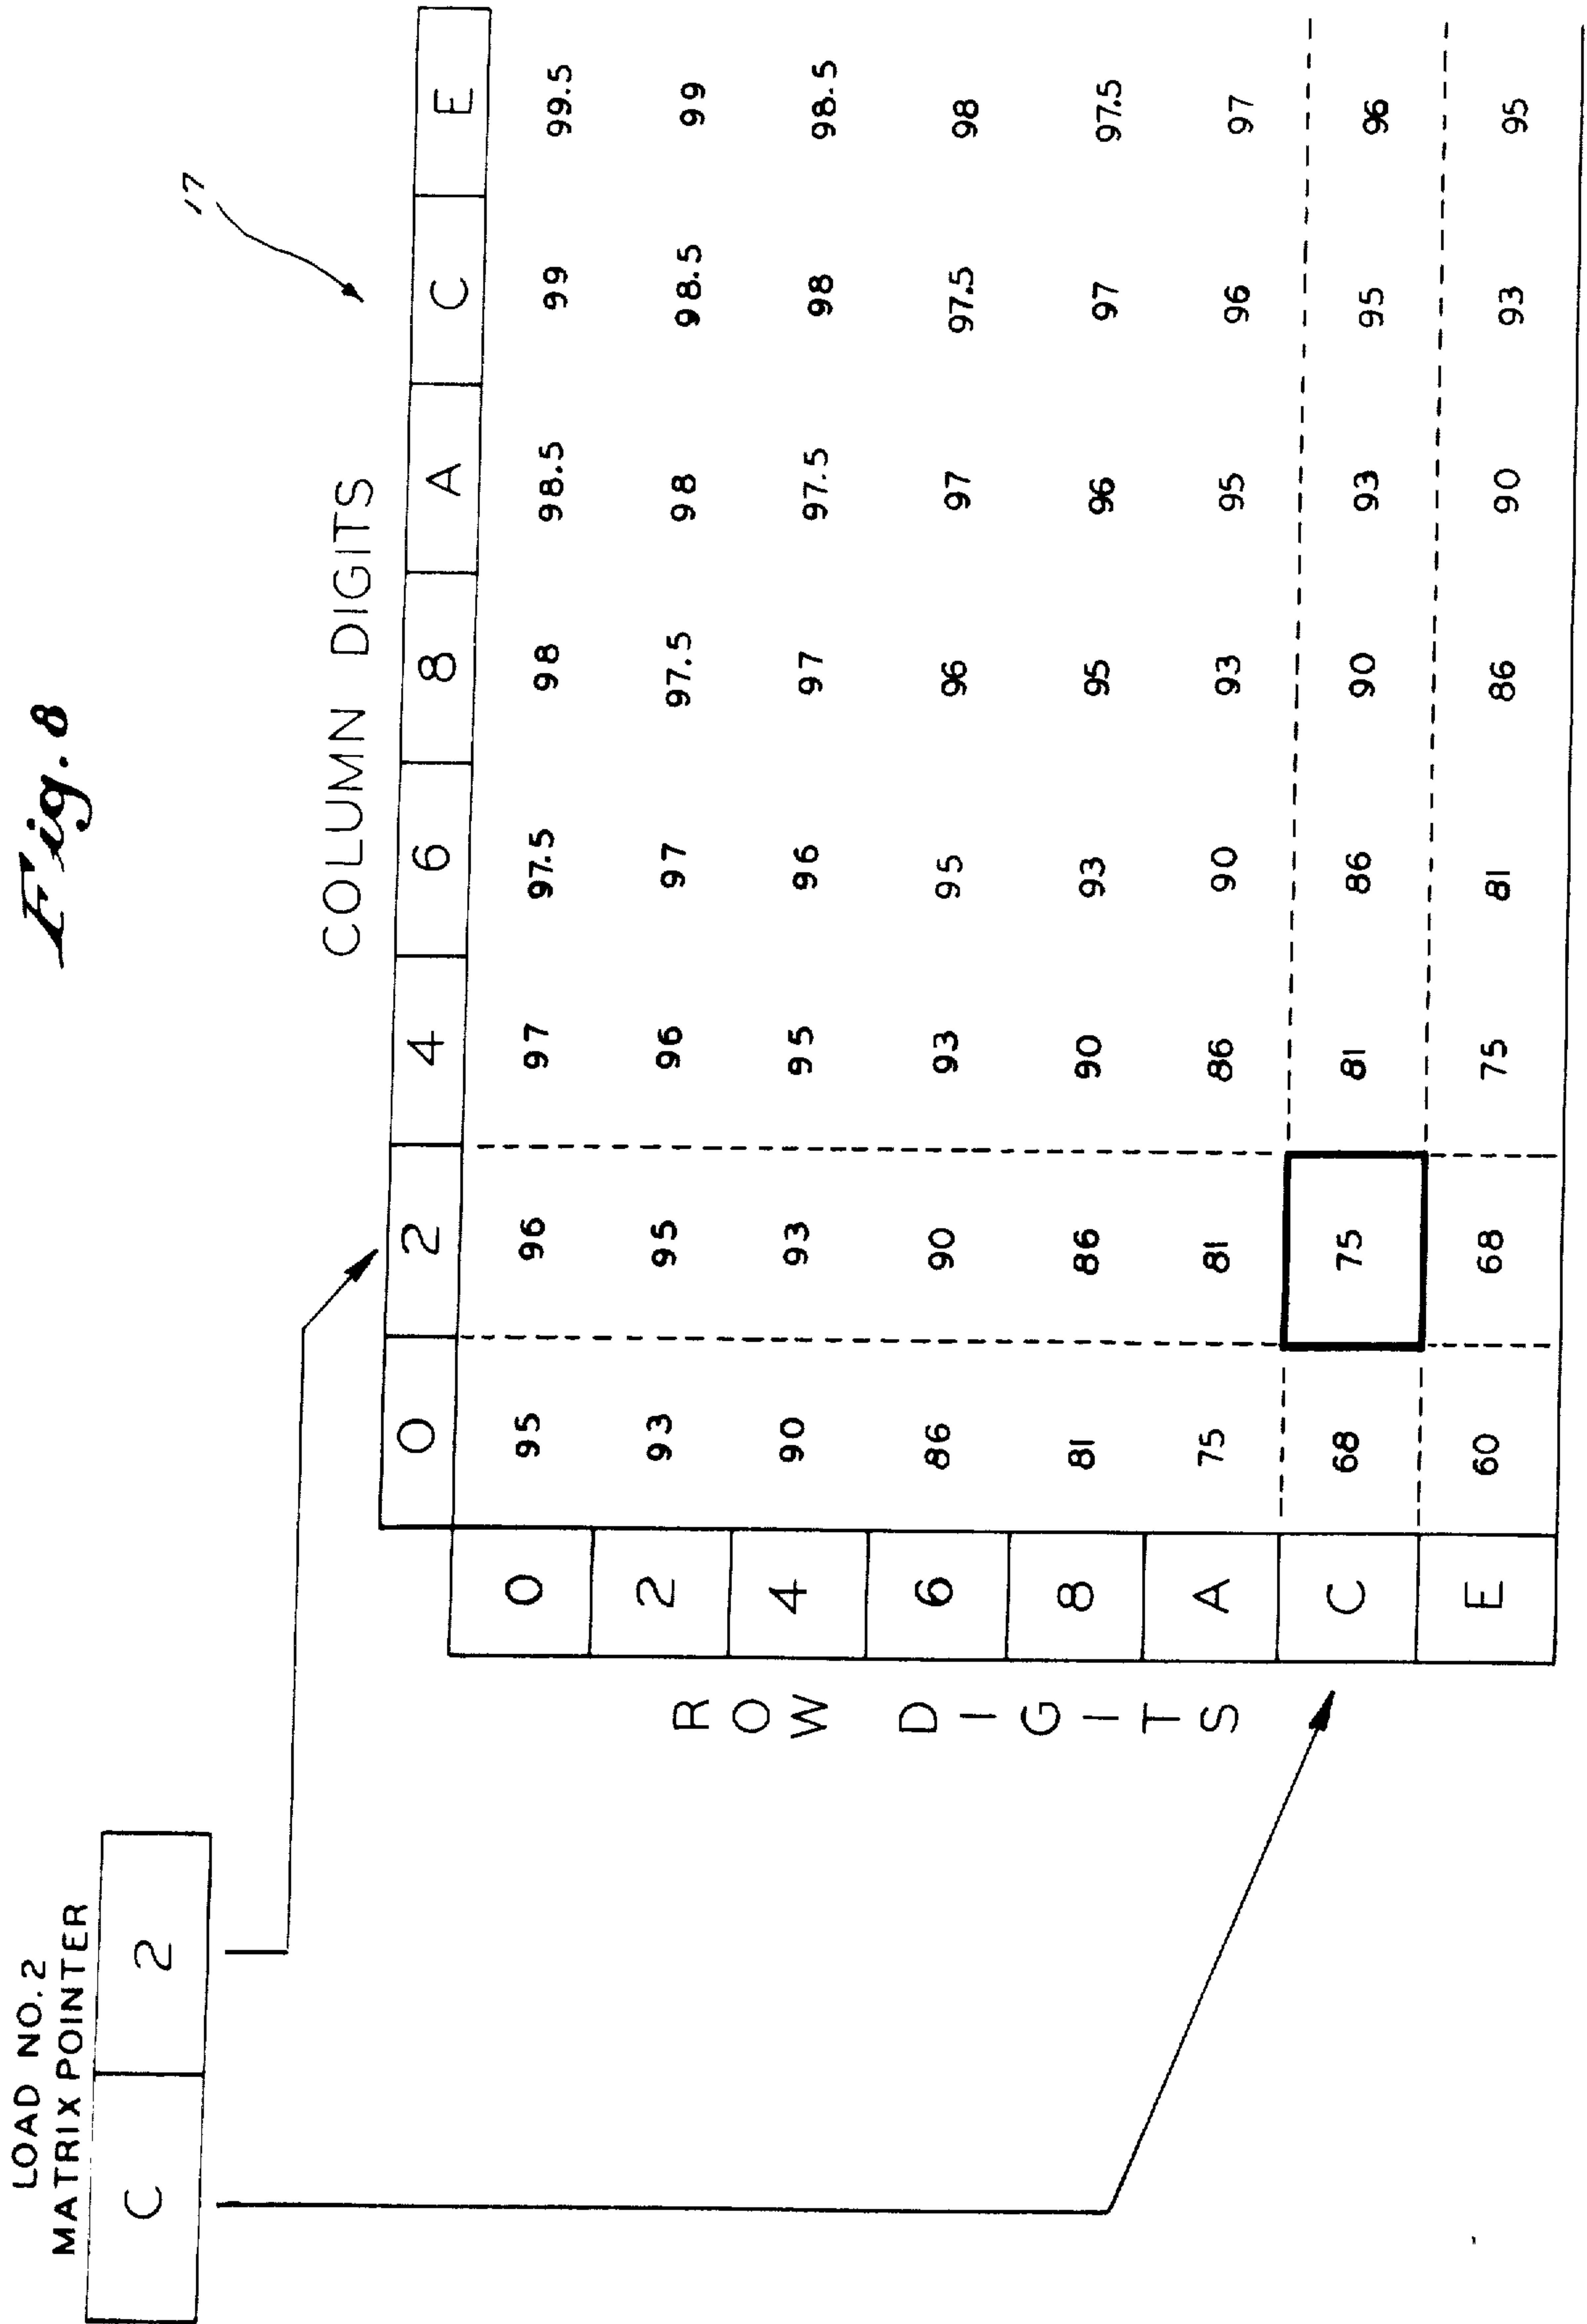 Fig. 8
LOAD NO. 2
MATRIX POINTER
C 2
17
COLUMN DIGITS
0 2 4 6 8 A C E
ROW DIGITS
0 95 96 97 97.5 98 98.5 99 99.5
2 93 95 96 97 97.5 98 98.5 99
4 90 93 95 96 97 97.5 98 98.5
6 86 90 93 95 96 97 97.5 98
8 81 86 90 93 95 96 97 97.5
A 75 81 86 90 93 95 96 97
C 68 75 81 86 90 93 95 96
E 60 68 75 81 86 90 93 95